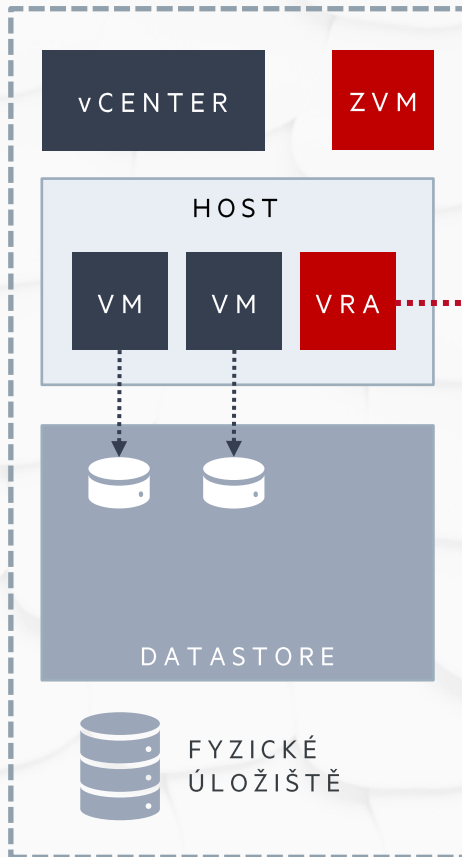 vCENTER
ZVM
HOST
VM
VM
VRA
DATASTORE
FYZICKÉ
ÚLOŽIŠTĚ